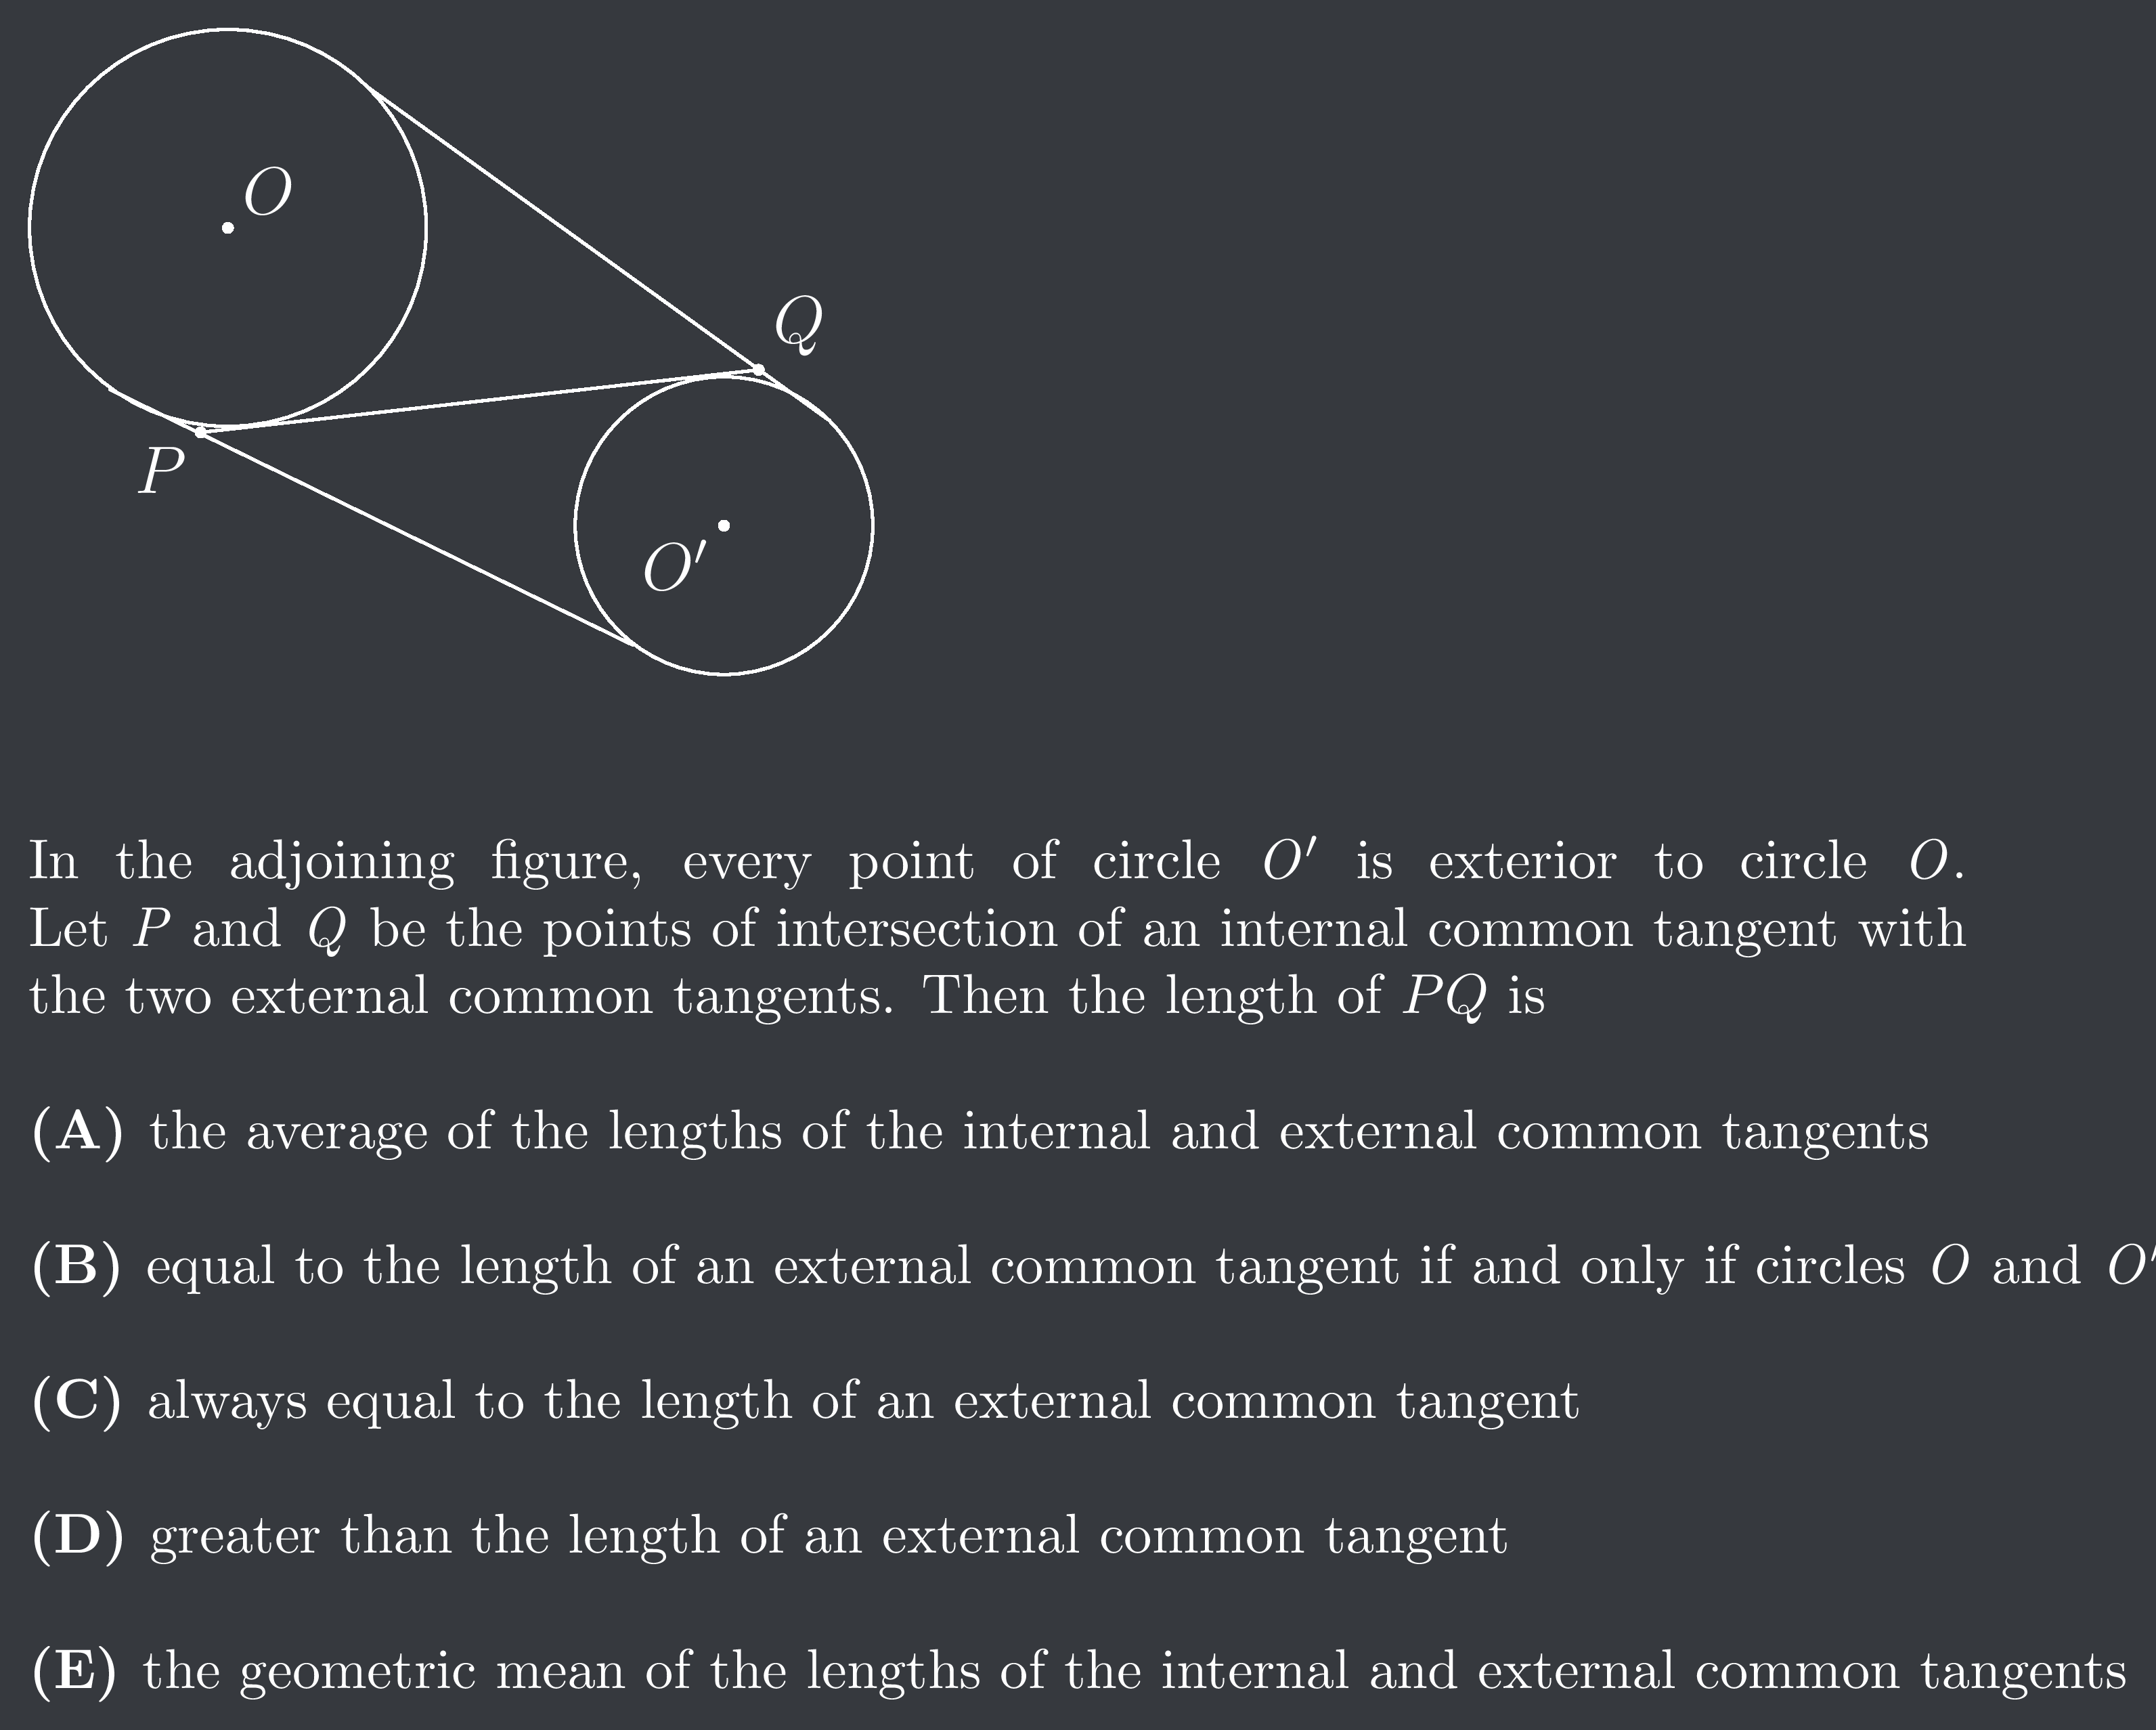 O
Q
P
O′
In the adjoining figure, every point of circle O′ is exterior to circle O.
Let P and Q be the points of intersection of an internal common tangent with
the two external common tangents. Then the length of PQ is
(A) the average of the lengths of the internal and external common tangents
(B) equal to the length of an external common tangent if and only if circles O and O′
(C) always equal to the length of an external common tangent
(D) greater than the length of an external common tangent
(E) the geometric mean of the lengths of the internal and external common tangents